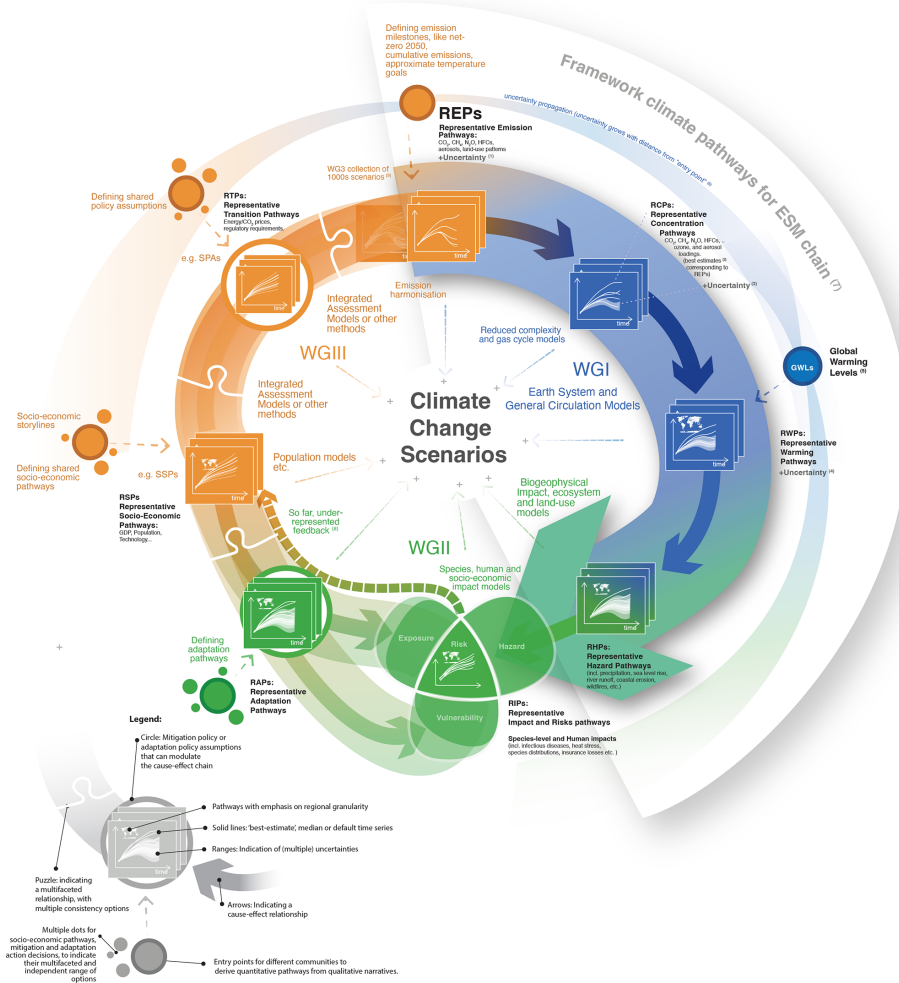 Defining emission
milestones, like net-
zero 2050,
cumulative emissions,
approximate temperature
goals
Framework climate pathways for ESM chain (7)
uncertainty propagation (uncertainty grows with distance from "entry point" ⁶⁾
REPs
Representative Emission
Pathways:
CO₂, CH₄, N₂O, HFCs,
aerosols, land-use patterns
+Uncertainty (1)
WG3 collection of
1000s scenarios (9)
Defining shared
policy assumptions
RTPs:
Representative
Transition Pathways
Energy/CO₂ prices,
regulatory requirements.
e.g. SPAs
time
time
Emission
harmonisation
RCPs:
Representative
Concentration
Pathways
CO₂, CH₄, N₂O, HFCs, ..
ozone, and aerosol
loadings.
(best estimates (2)
corresponding to
REPs)
+Uncertainty (3)
time
Integrated
Assessment
Models or other
methods
WGIII
Reduced complexity
and gas cycle models
WGI
Earth System and
General Circulation Models
GWLs
Global
Warming
Levels (5)
Integrated
Assessment
Models or other
methods
Climate
Change
Scenarios
Socio-economic
storylines
Defining shared
socio-economic
pathways
e.g. SSPs
time
Population models
etc.
time
RWPs:
Representative
Warming
Pathways
+Uncertainty (4)
RSPs
Representative
Socio-Economic
Pathways:
GDP, Population,
Technology...
So far, under-
represented
feedback (8)
Biogeophysical
Impact, ecosystem
and land-use
models
WGII
Species, human and
socio-economic
impact models
time
time
Exposure
Risk
Hazard
Vulnerability
Defining
adaptation
pathways
RAPs:
Representative
Adaptation
Pathways
RHPs:
Representative
Hazard Pathways
(incl. precipitation, sea level rise,
river runoff, coastal erosion,
wildfires, etc.)
RIPs:
Representative
Impact and Risks pathways
Species-level and Human impacts
(incl. infectious diseases, heat stress,
species distributions, insurance losses etc. )
Legend:
Circle: Mitigation policy or
adaptation policy assumptions
that can modulate
the cause-effect chain
Pathways with emphasis on regional granularity
Solid lines: 'best-estimate', median or default time series
Ranges: Indication of (multiple) uncertainties
time
Puzzle: indicating
a multifaceted
relationship, with
multiple consistency options
Arrows: Indicating a
cause-effect relationship
Multiple dots for
socio-economic pathways,
mitigation and adaptation
action decisions, to indicate
their multifaceted and
independent range of
options
Entry points for different communities to
derive quantitative pathways from qualitative narratives.